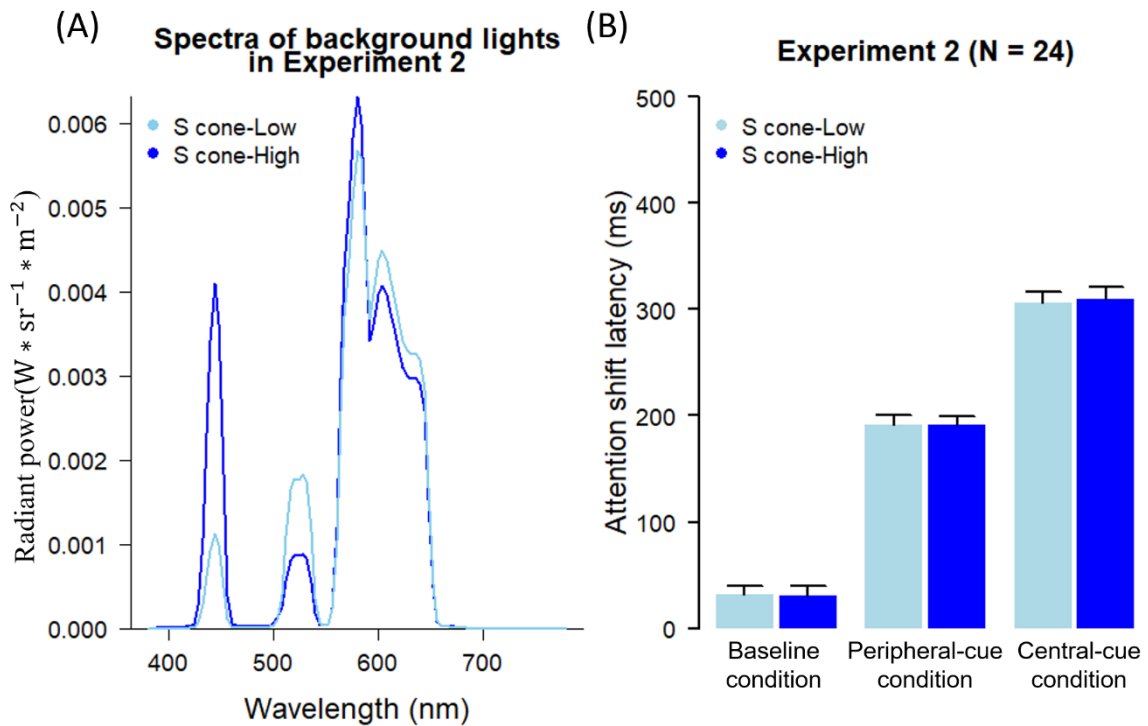 (A)
Spectra of background lights
in Experiment 2
S cone-Low
S cone-High
Radiant power(W * sr⁻¹ * m⁻²)
0.006
0.005
0.004
0.003
0.002
0.001
0.000
400 500 600 700
Wavelength (nm)
(B)
Experiment 2 (N = 24)
S cone-Low
S cone-High
Attention shift latency (ms)
500
400
300
200
100
0
Baseline condition
Peripheral-cue condition
Central-cue condition